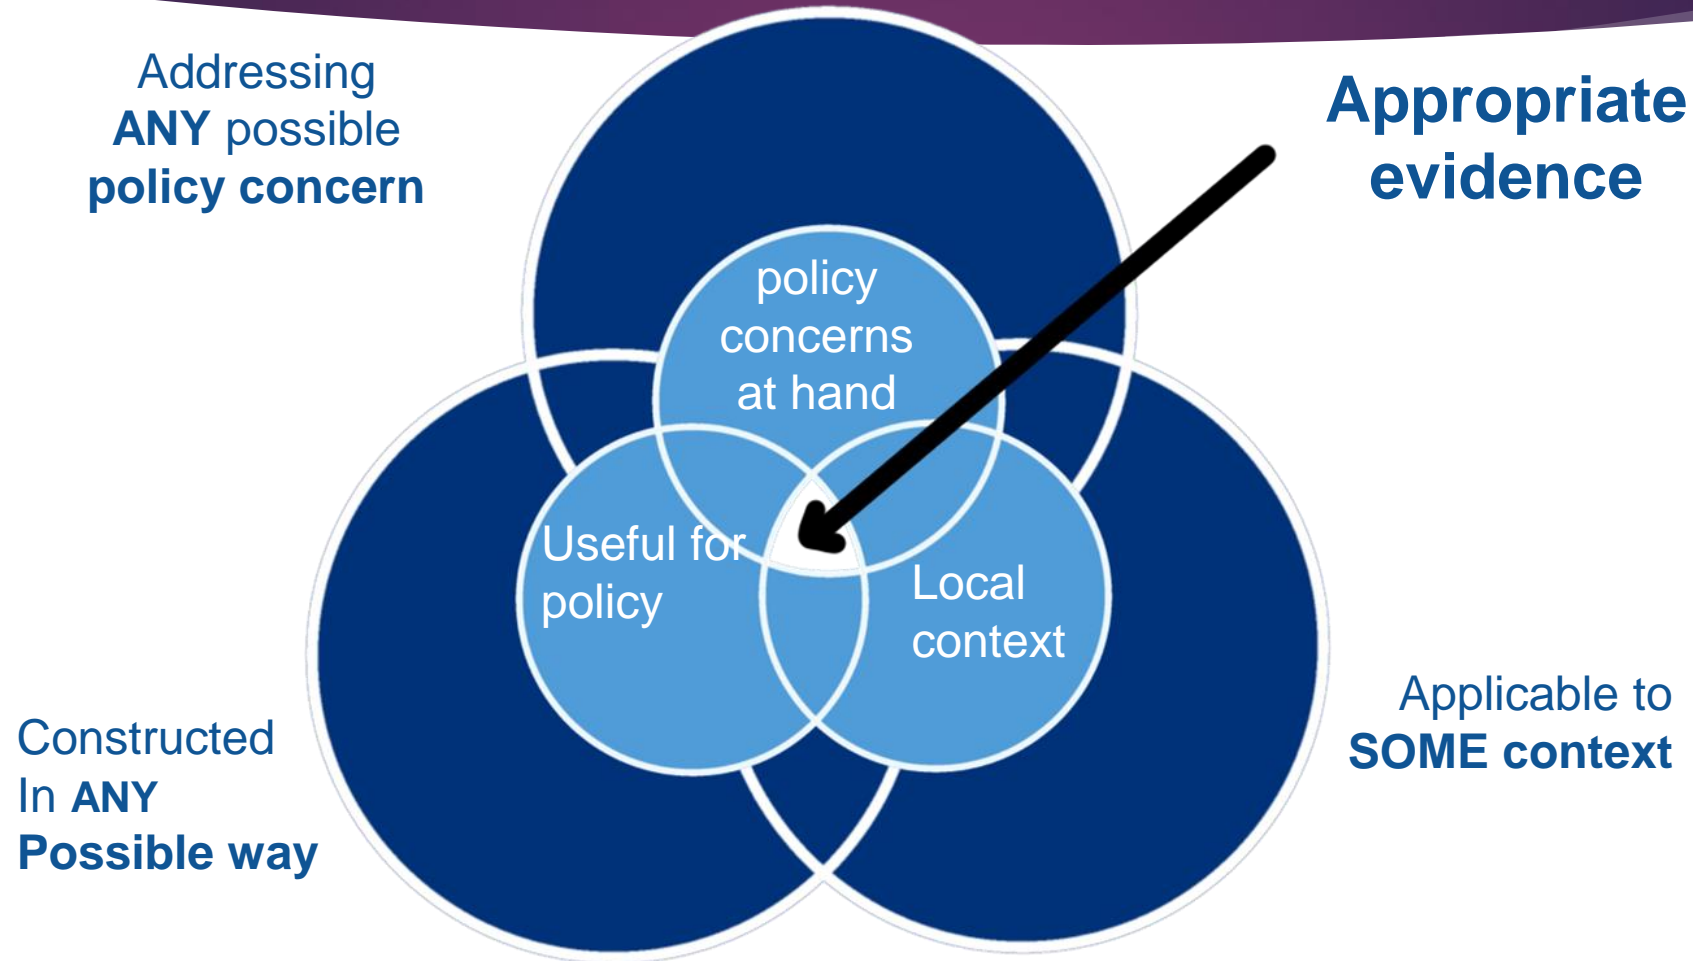 Addressing
ANY possible
policy concern
Appropriate
evidence
policy
concerns
at hand
Useful for
policy
Local
context
Constructed
In ANY
Possible way
Applicable to
SOME context